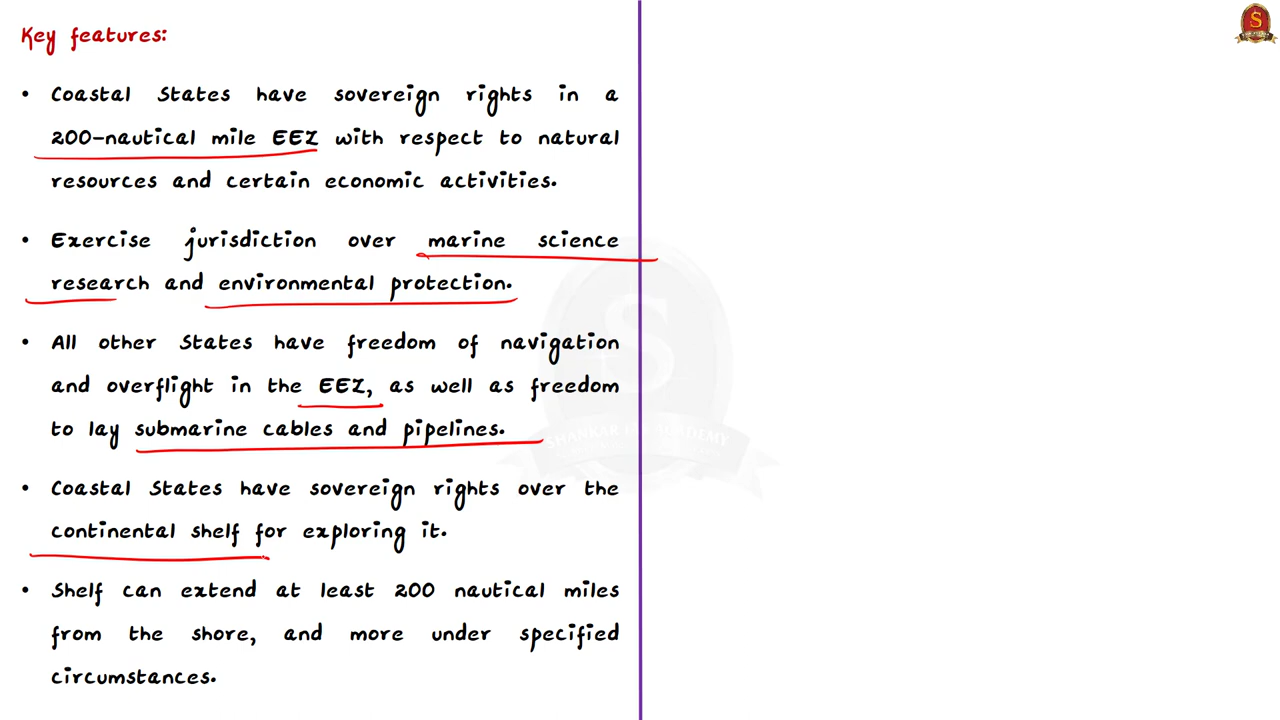 Key features:
• Coastal States have sovereign rights in a
200-nautical mile EEZ with respect to natural
resources and certain economic activities.
• Exercise jurisdiction over marine science
research and environmental protection.
• All other States have freedom of navigation
and overflight in the EEZ, as well as freedom
to lay submarine cables and pipelines.
• Coastal States have sovereign rights over the
continental shelf for exploring it.
• Shelf can extend at least 200 nautical miles
from the shore, and more under specified
circumstances.
S
SHANKAR IAS ACADEMY